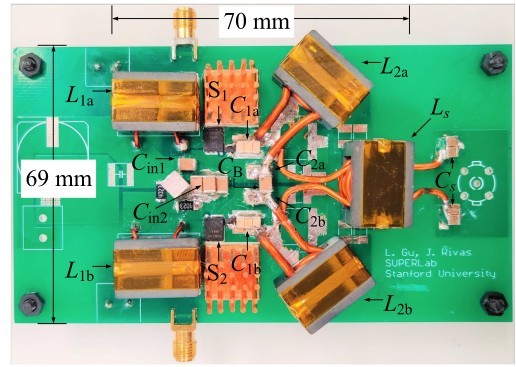 70 mm
L1a
S1
C1a
L2a
Ls
69 mm
Cin1
CB
C2a
Cs
Cin2
C2b
L1b
S2
C1b
L2b
L. Gu, J. Rivas
SUPERLab
Stanford University